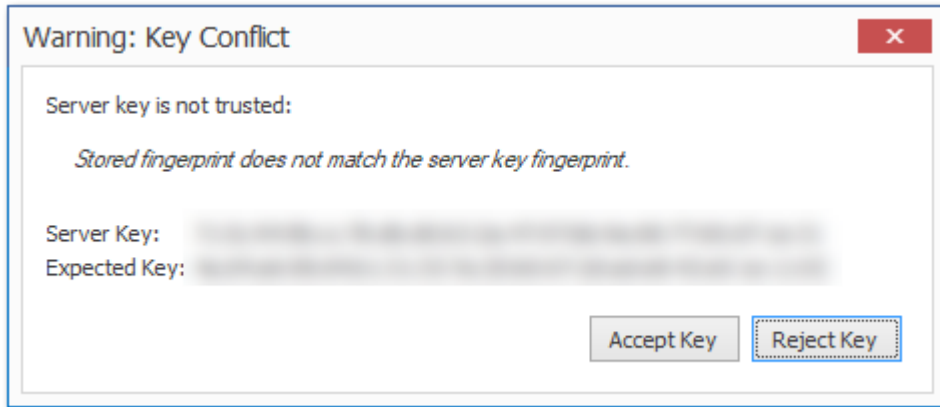 Warning: Key Conflict
Server key is not trusted:
Stored fingerprint does not match the server key fingerprint.
Server Key:
Expected Key:
Accept Key
Reject Key